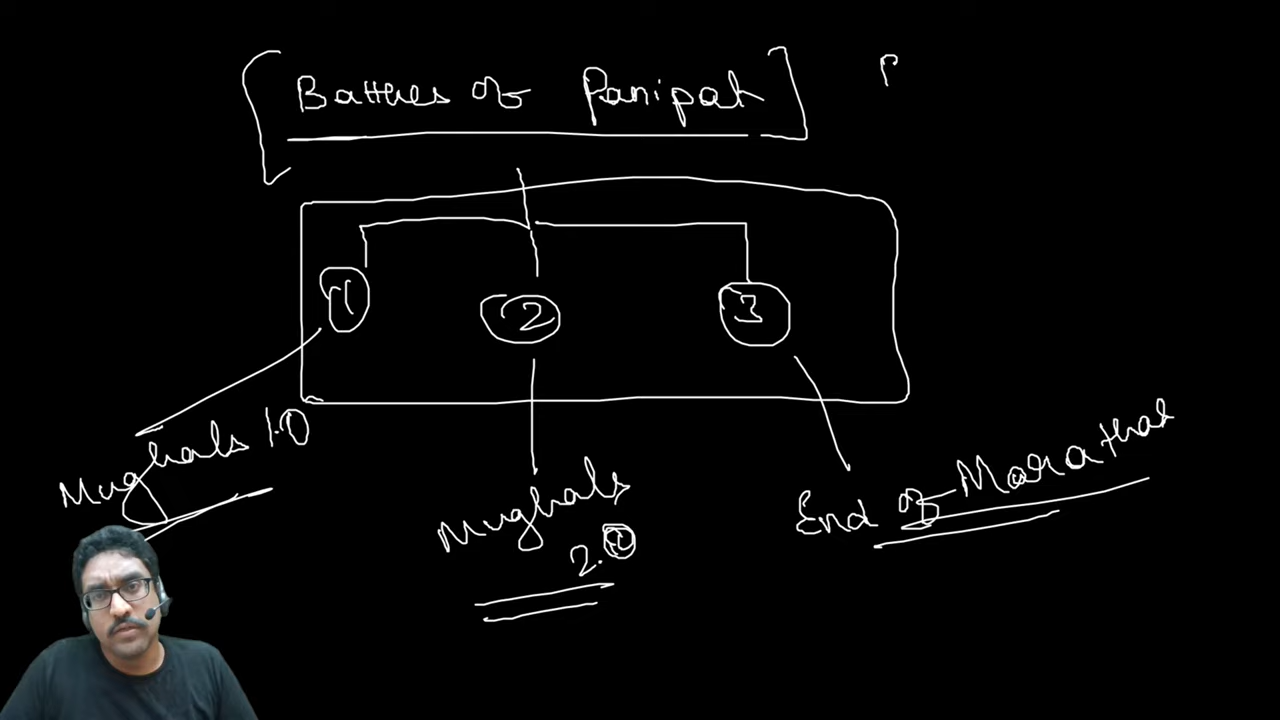 [Battles of Panipat] P
1 2 3
Mughals 1.0
Mughals
2.0
End of Marathas